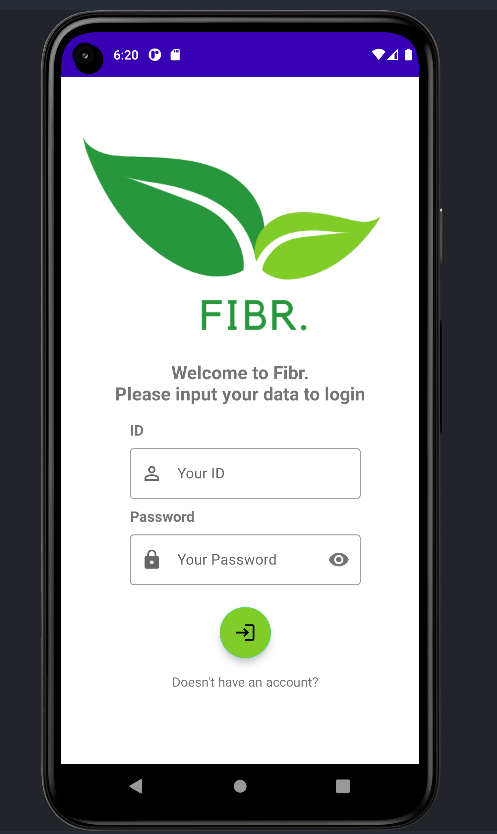 6:20
FIBR.
Welcome to Fibr.
Please input your data to login
ID
Your ID
Password
Your Password
Doesn't have an account?